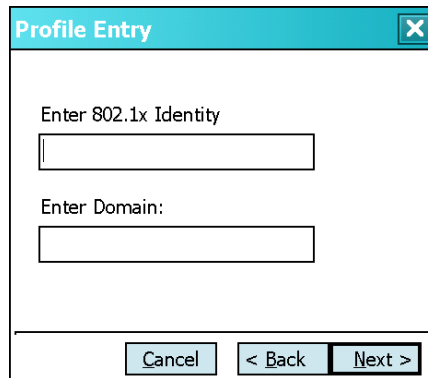 Profile Entry
Enter 802.1x Identity
Enter Domain:
Cancel < Back Next >